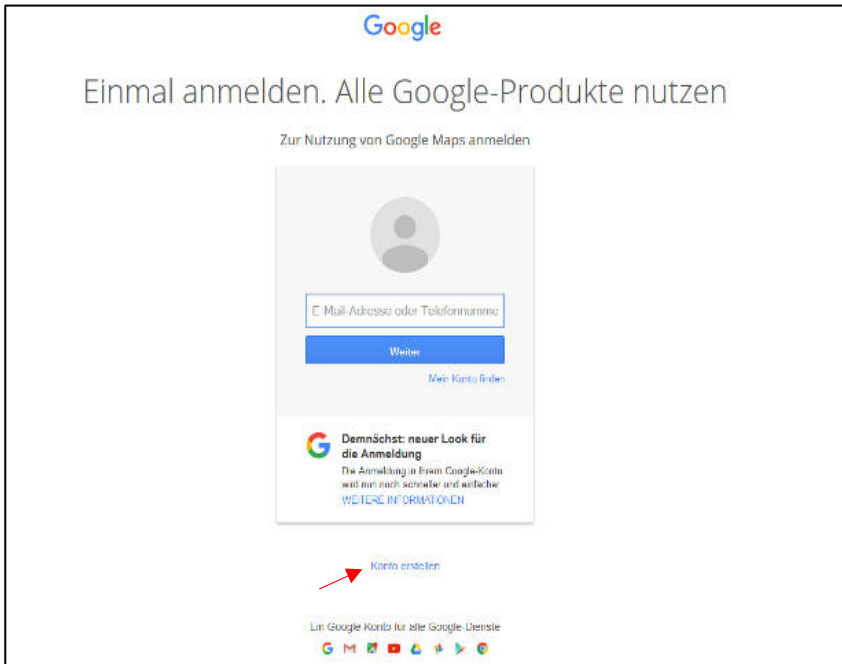 Google
Einmal anmelden. Alle Google-Produkte nutzen
Zur Nutzung von Google Maps anmelden
E-Mail-Adresse oder Telefonnumme
Weiter
Mein Konto finden
Demnächst: neuer Look für
die Anmeldung
Die Anmeldung in Ihrem Google-Konto
wird nun noch schneller und einfacher
WEITERE INFORMATIONEN
Konto erstellen
Ein Google Konto für alle Google-Dienste